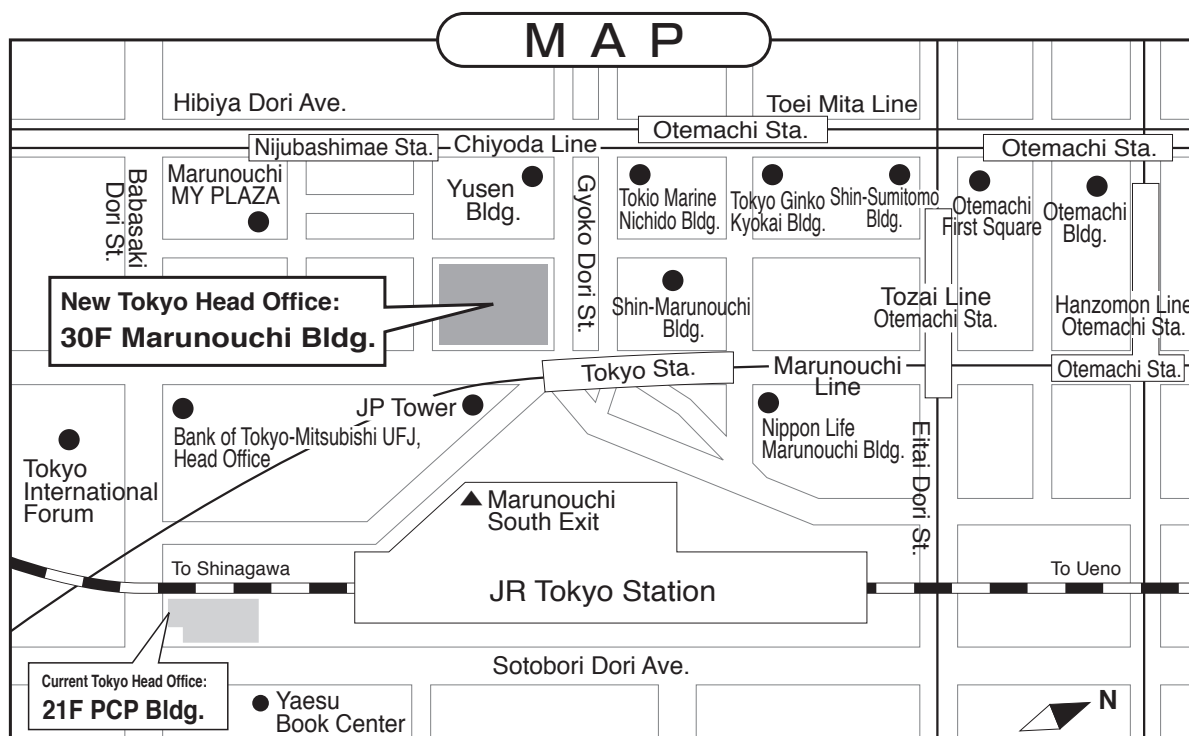 MAP
Hibiya Dori Ave.
Toei Mita Line
Otemachi Sta.
Nijubashimae Sta.
Chiyoda Line
Otemachi Sta.
Babasaki
Dori St.
Marunouchi
MY PLAZA
Yusen
Bldg.
Gyoko Dori St.
Tokio Marine
Nichido Bldg.
Tokyo Ginko
Kyokai Bldg.
Shin-Sumitomo
Bldg.
Otemachi
First Square
Otemachi
Bldg.
New Tokyo Head Office:
30F Marunouchi Bldg.
Shin-Marunouchi
Bldg.
Tozai Line
Otemachi Sta.
Hanzomon Line
Otemachi Sta.
Tokyo Sta.
Marunouchi
Line
Otemachi Sta.
JP Tower
Bank of Tokyo-Mitsubishi UFJ,
Head Office
Nippon Life
Marunouchi Bldg.
Eitai Dori St.
Tokyo
International
Forum
Marunouchi
South Exit
To Shinagawa
JR Tokyo Station
To Ueno
Sotobori Dori Ave.
Current Tokyo Head Office:
21F PCP Bldg.
Yaesu
Book Center
N